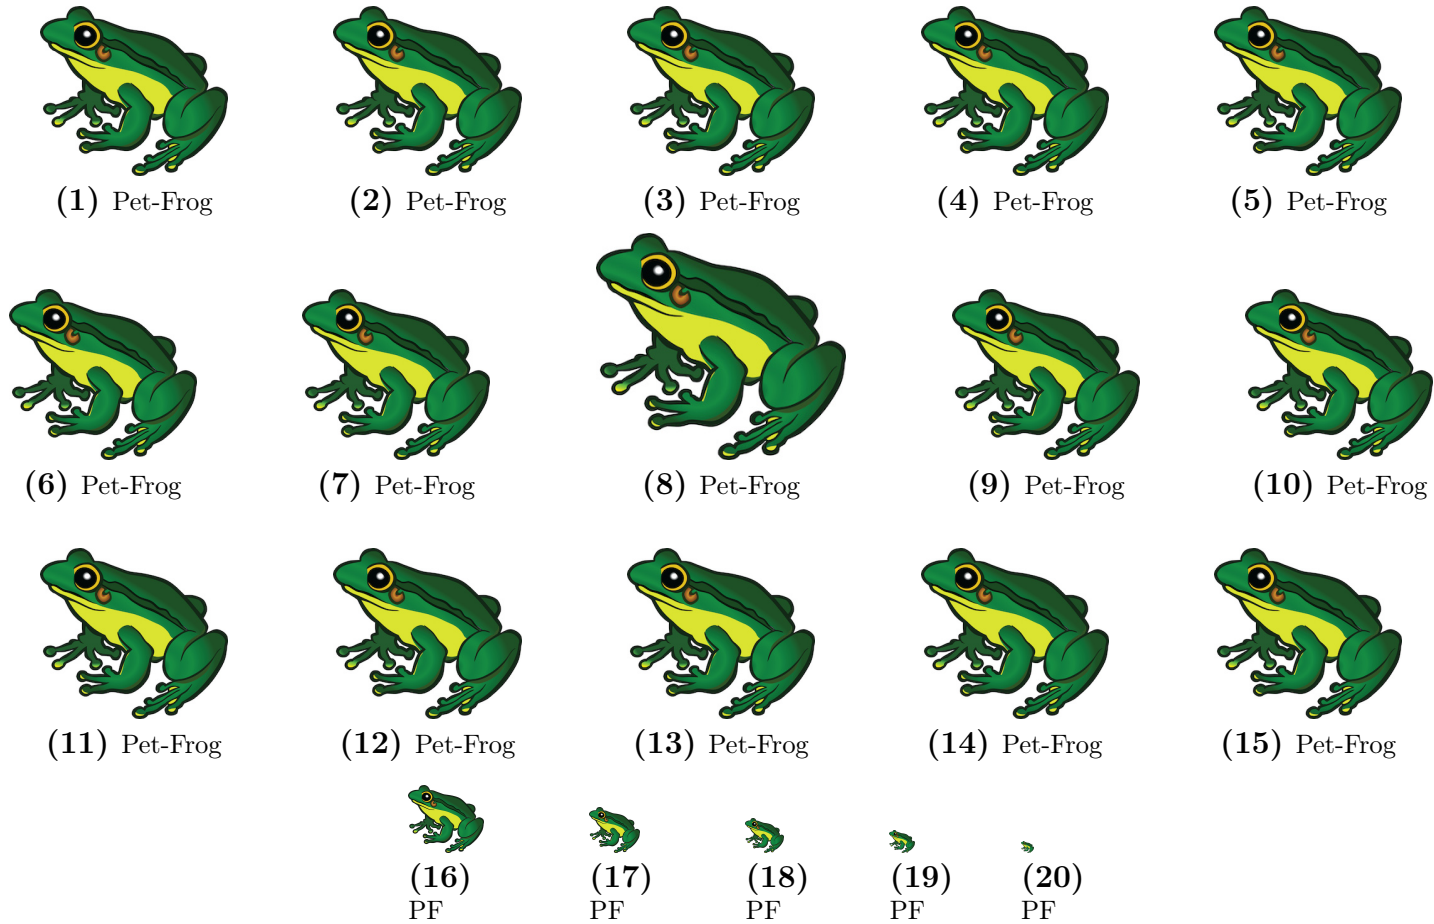 (1) Pet-Frog (2) Pet-Frog (3) Pet-Frog (4) Pet-Frog (5) Pet-Frog
(6) Pet-Frog (7) Pet-Frog (8) Pet-Frog (9) Pet-Frog (10) Pet-Frog
(11) Pet-Frog (12) Pet-Frog (13) Pet-Frog (14) Pet-Frog (15) Pet-Frog
(16) (17) (18) (19) (20)
PF PF PF PF PF